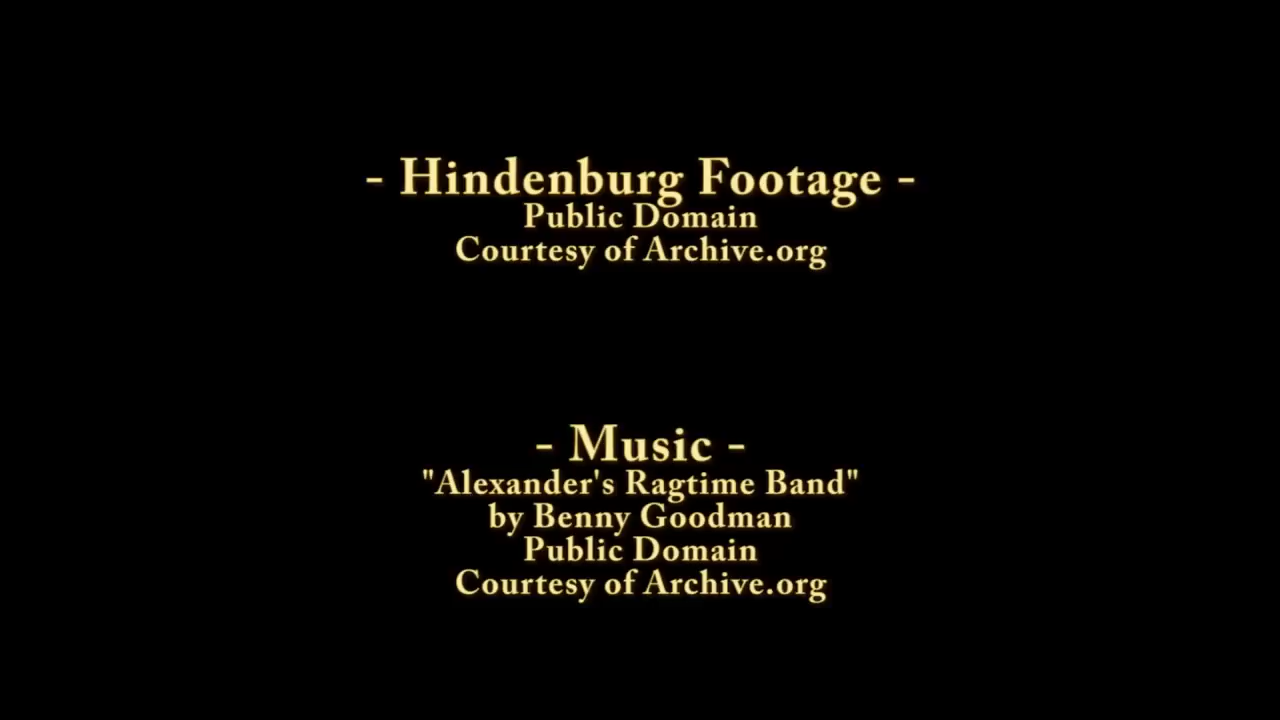 - Hindenburg Footage -
Public Domain
Courtesy of Archive.org
- Music -
"Alexander's Ragtime Band"
by Benny Goodman
Public Domain
Courtesy of Archive.org